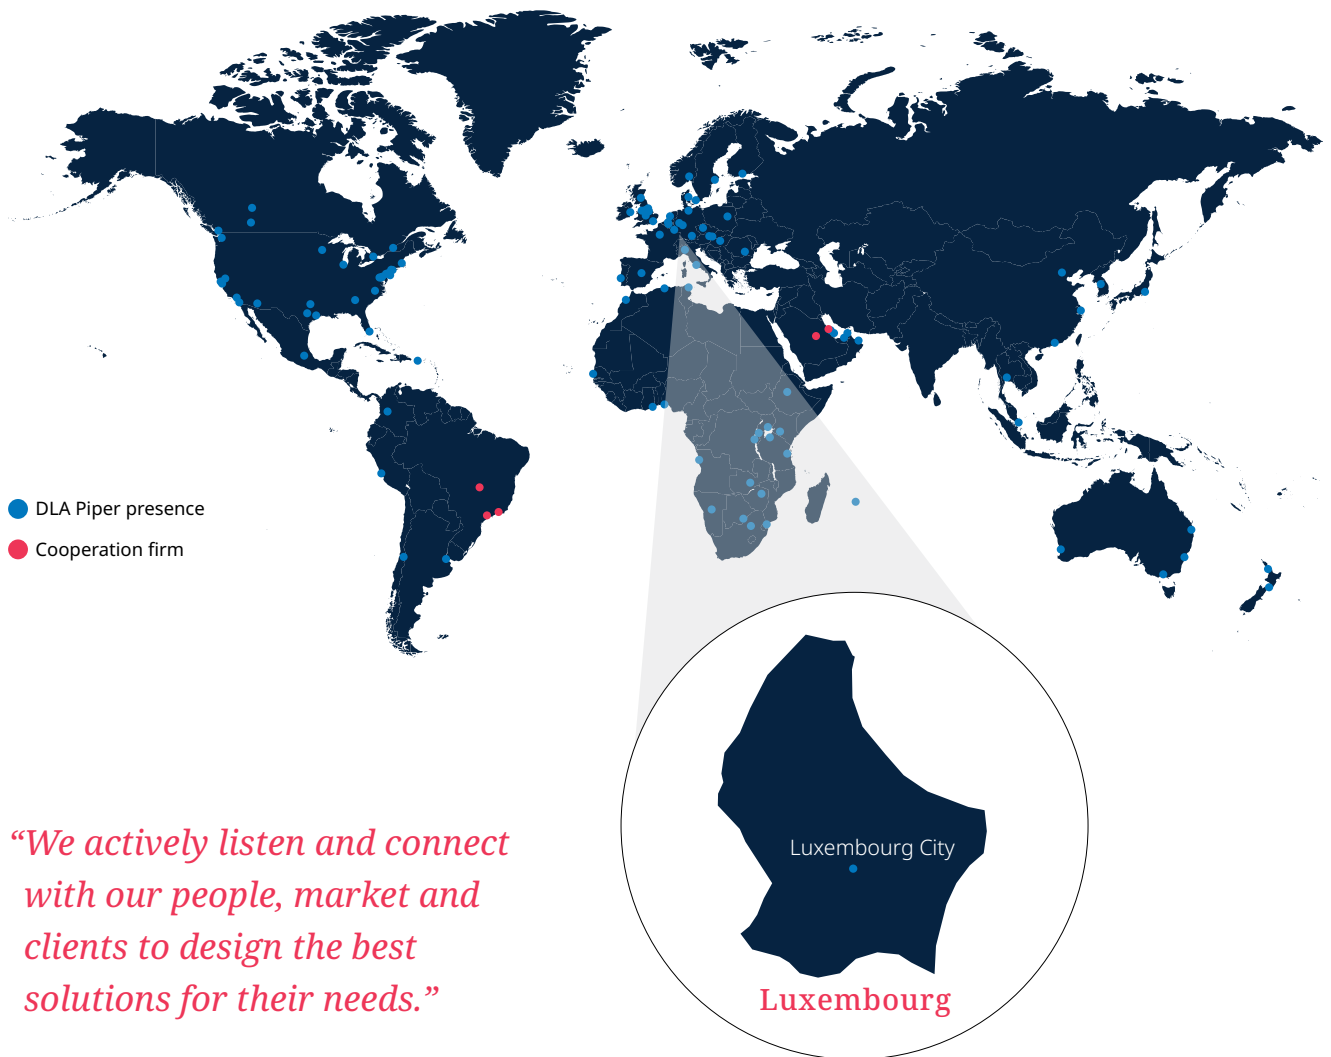 DLA Piper presence
Cooperation firm
“We actively listen and connect
with our people, market and
clients to design the best
solutions for their needs.”
Luxembourg City
Luxembourg